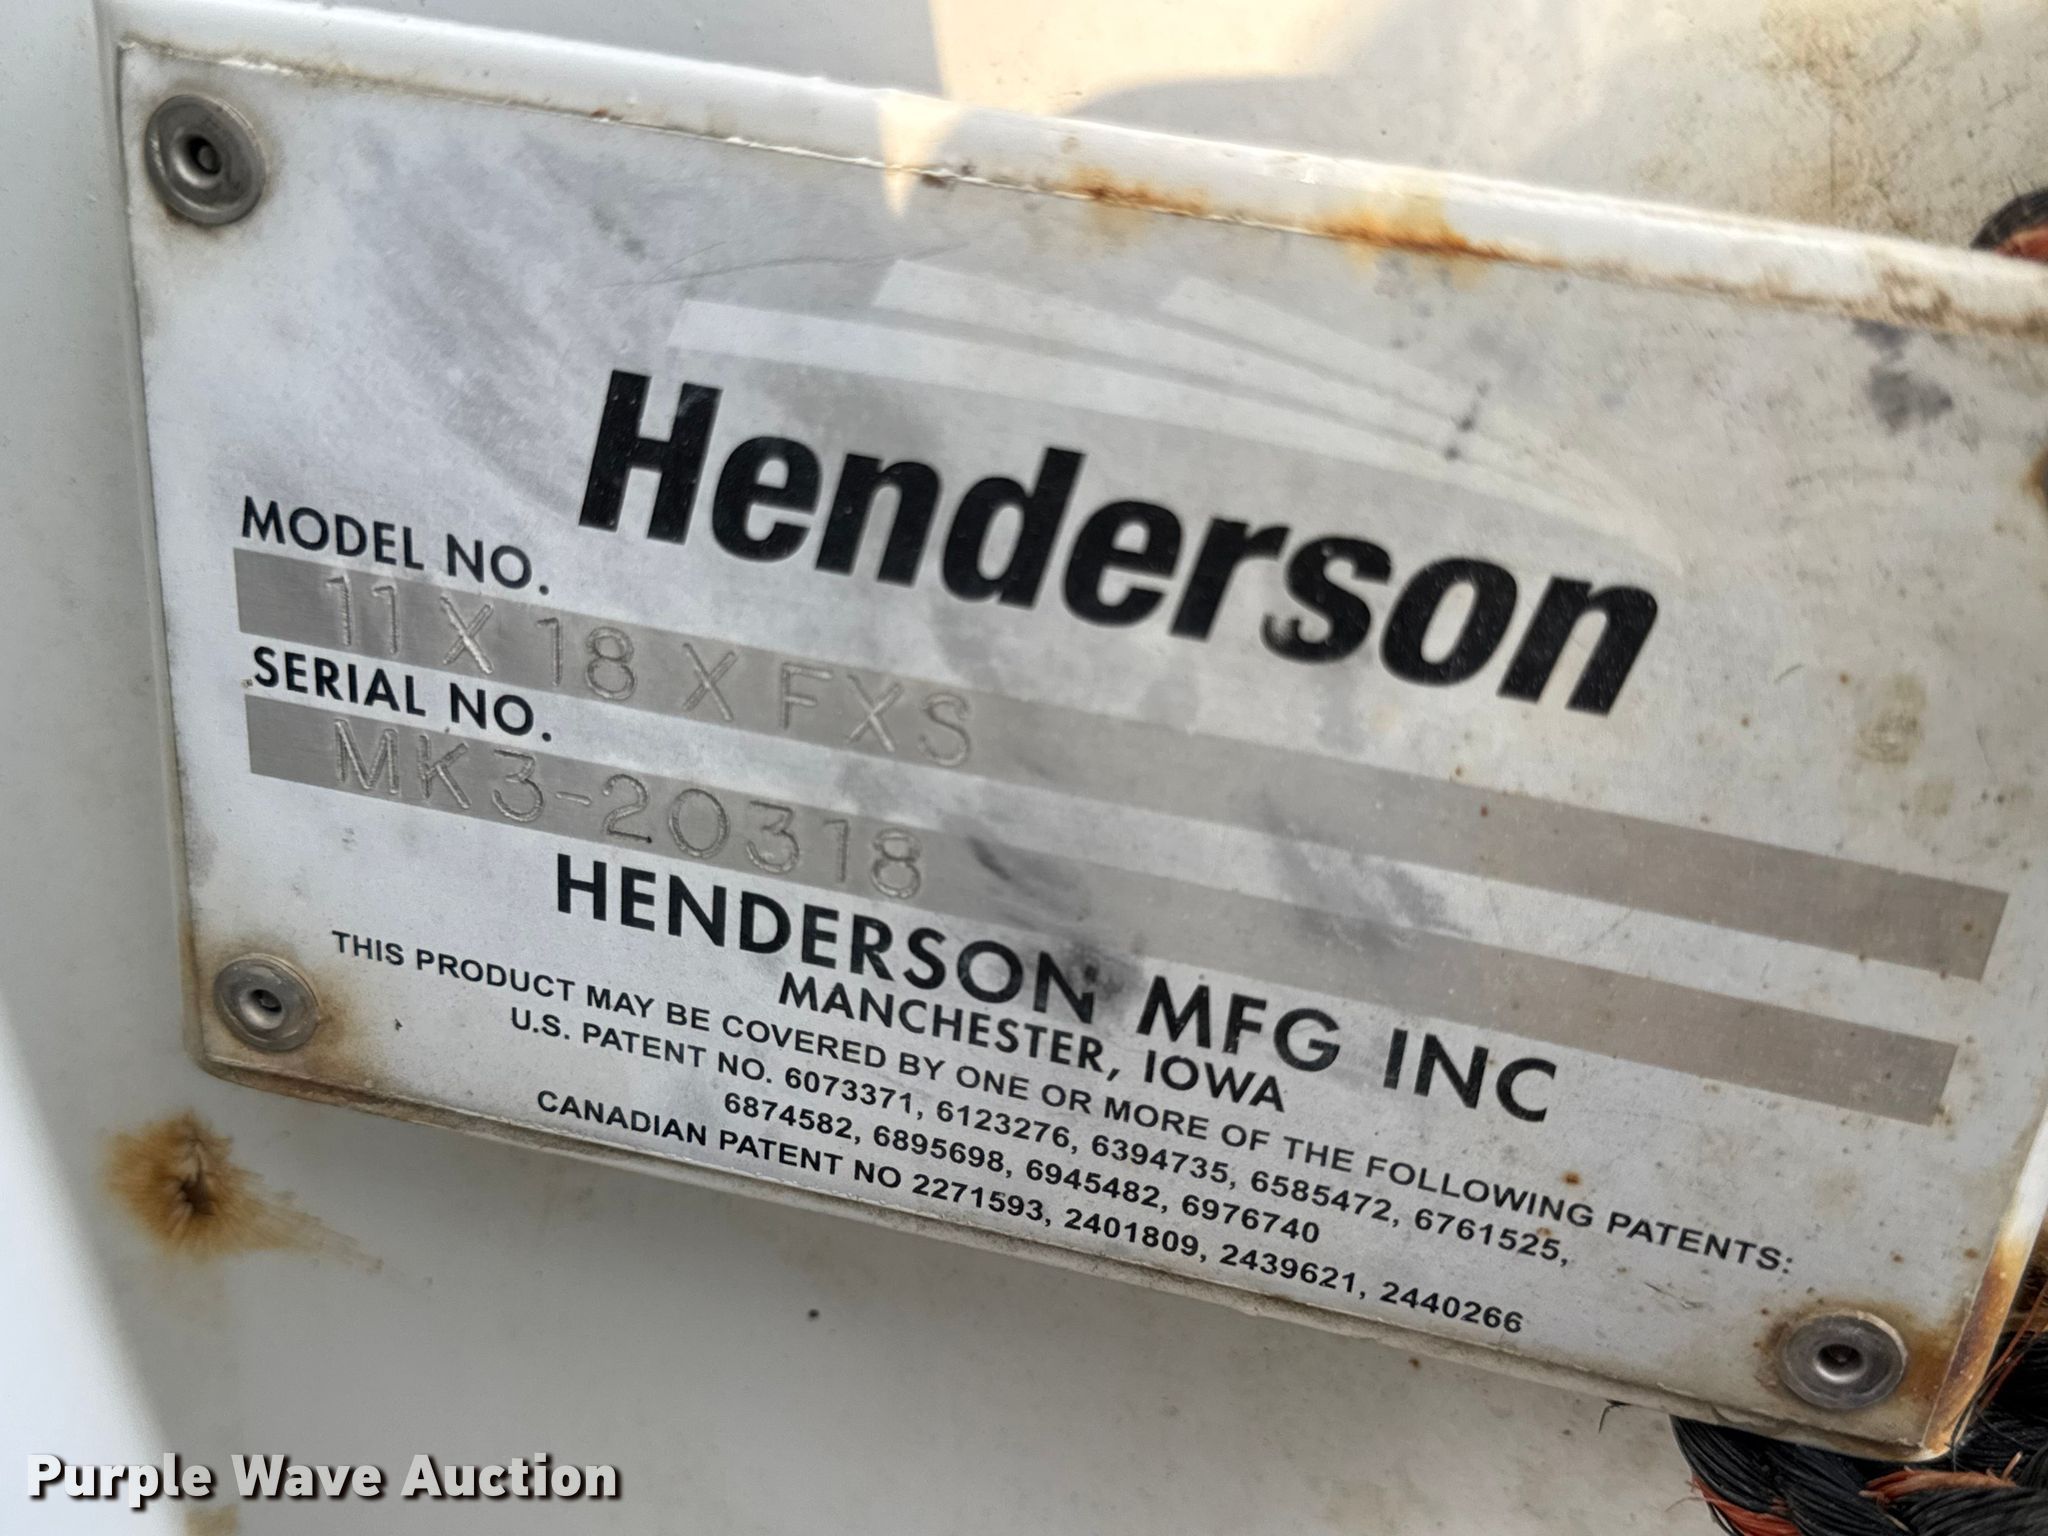 Henderson
MODEL NO.
11 X 18 X FXS
SERIAL NO.
MK3-20318
HENDERSON MFG INC
MANCHESTER, IOWA
THIS PRODUCT MAY BE COVERED BY ONE OR MORE OF THE FOLLOWING PATENTS:
U.S. PATENT NO. 6073371, 6123276, 6394735, 6585472, 6761525,
6874582, 6895698, 6945482, 6976740
CANADIAN PATENT NO 2271593, 2401809, 2439621, 2440266
Purple Wave Auction